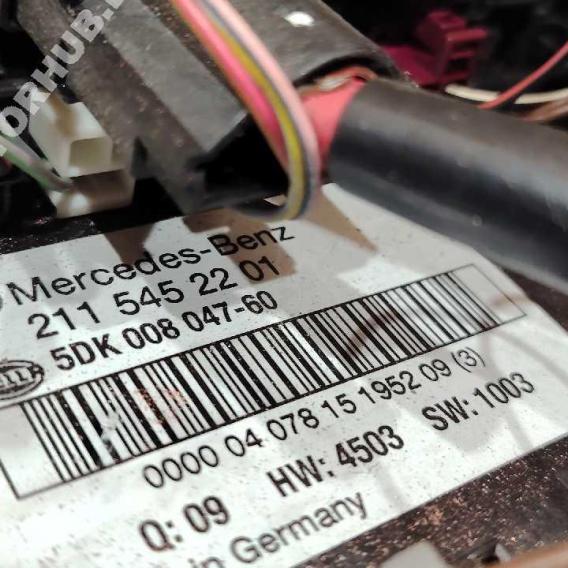 Mercedes-Benz
211 545 22 01
5DK 008 047-60
0000 04 078 15 1952 09 (3)
Q: 09 HW: 4503 SW: 1003
in Germany